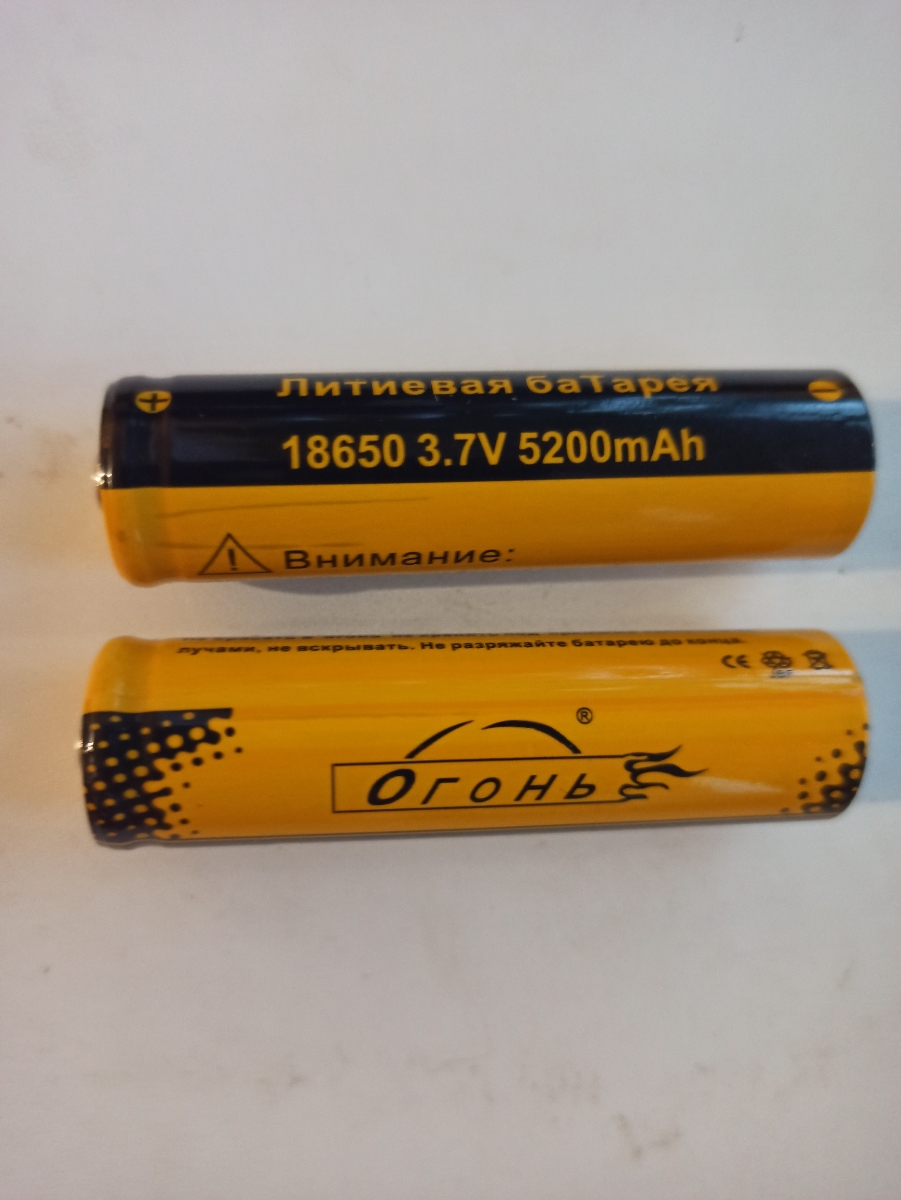 Литиевая баТарея
18650 3.7V 5200mAh
Внимание:
лучами, не вскрывать. Не разряжайте батарею до конца.
CE
®
Огонь